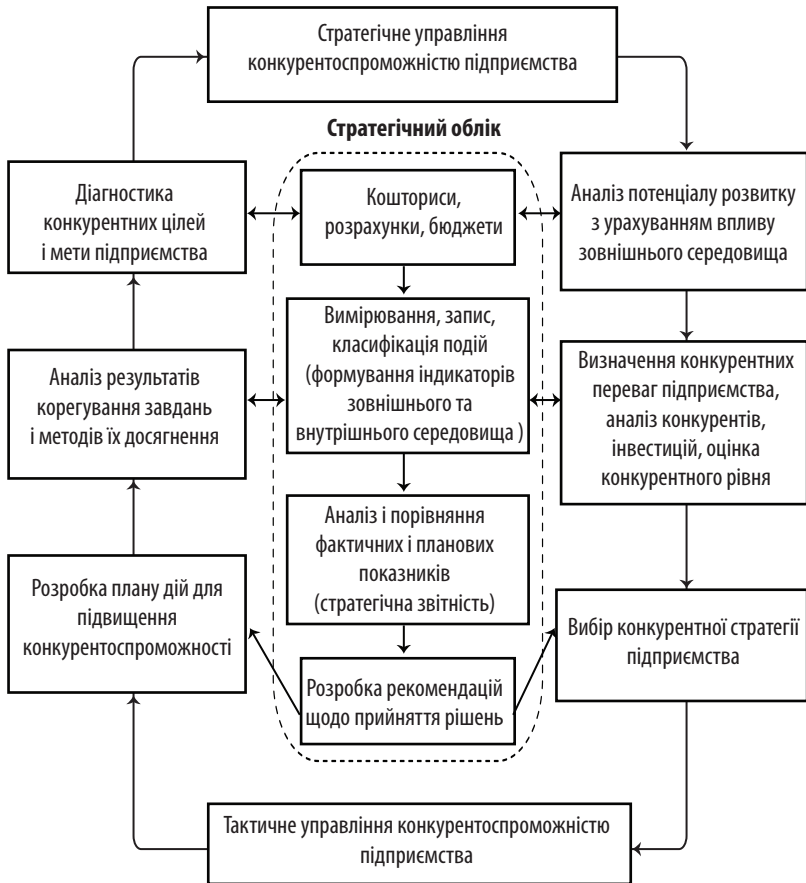 Стратегічне управління
конкурентоспроможністю підприємства
Стратегічний облік
Діагностика
конкурентних цілей
і мети підприємства
Кошториси,
розрахунки, бюджети
Аналіз потенціалу розвитку
з урахуванням впливу
зовнішнього середовища
Аналіз результатів
корегування завдань
і методів їх досягнення
Вимірювання, запис,
класифікація подій
(формування індикаторів
зовнішнього та
внутрішнього середовища )
Визначення конкурентних
переваг підприємства,
аналіз конкурентів,
інвестицій, оцінка
конкурентного рівня
Аналіз і порівняння
фактичних і планових
показників
(стратегічна звітність)
Розробка плану дій для
підвищення
конкурентоспроможності
Розробка рекомендацій
щодо прийняття рішень
Вибір конкурентної стратегії
підприємства
Тактичне управління конкурентоспроможністю
підприємства